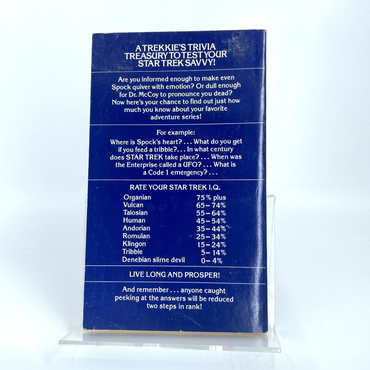 A TREKKIE'S TRIVIA
TREASURY TO TEST YOUR
STAR TREK SAVVY!
Are you informed enough to make even
Spock quiver with emotion? Or dull enough
for Dr. McCoy to pronounce you dead?
Now here's your chance to find out just how
much you know about your favorite
adventure series!
For example:
Where is Spock's heart? . . . What do you get
if you feed a tribble? . . . In what century
does STAR TREK take place? . . . When was
the Enterprise called a UFO? . . . What is
a Code 1 emergency? . . .
RATE YOUR STAR TREK I.Q.
Organian 75% plus
Vulcan 65 – 74%
Talosian 55 – 64%
Human 45 – 54%
Andorian 35 – 44%
Romulan 25 – 34%
Klingon 15 – 24%
Tribble 5 – 14%
Denebian slime devil 0 – 4%
LIVE LONG AND PROSPER!
And remember . . . anyone caught
peeking at the answers will be reduced
two steps in rank!